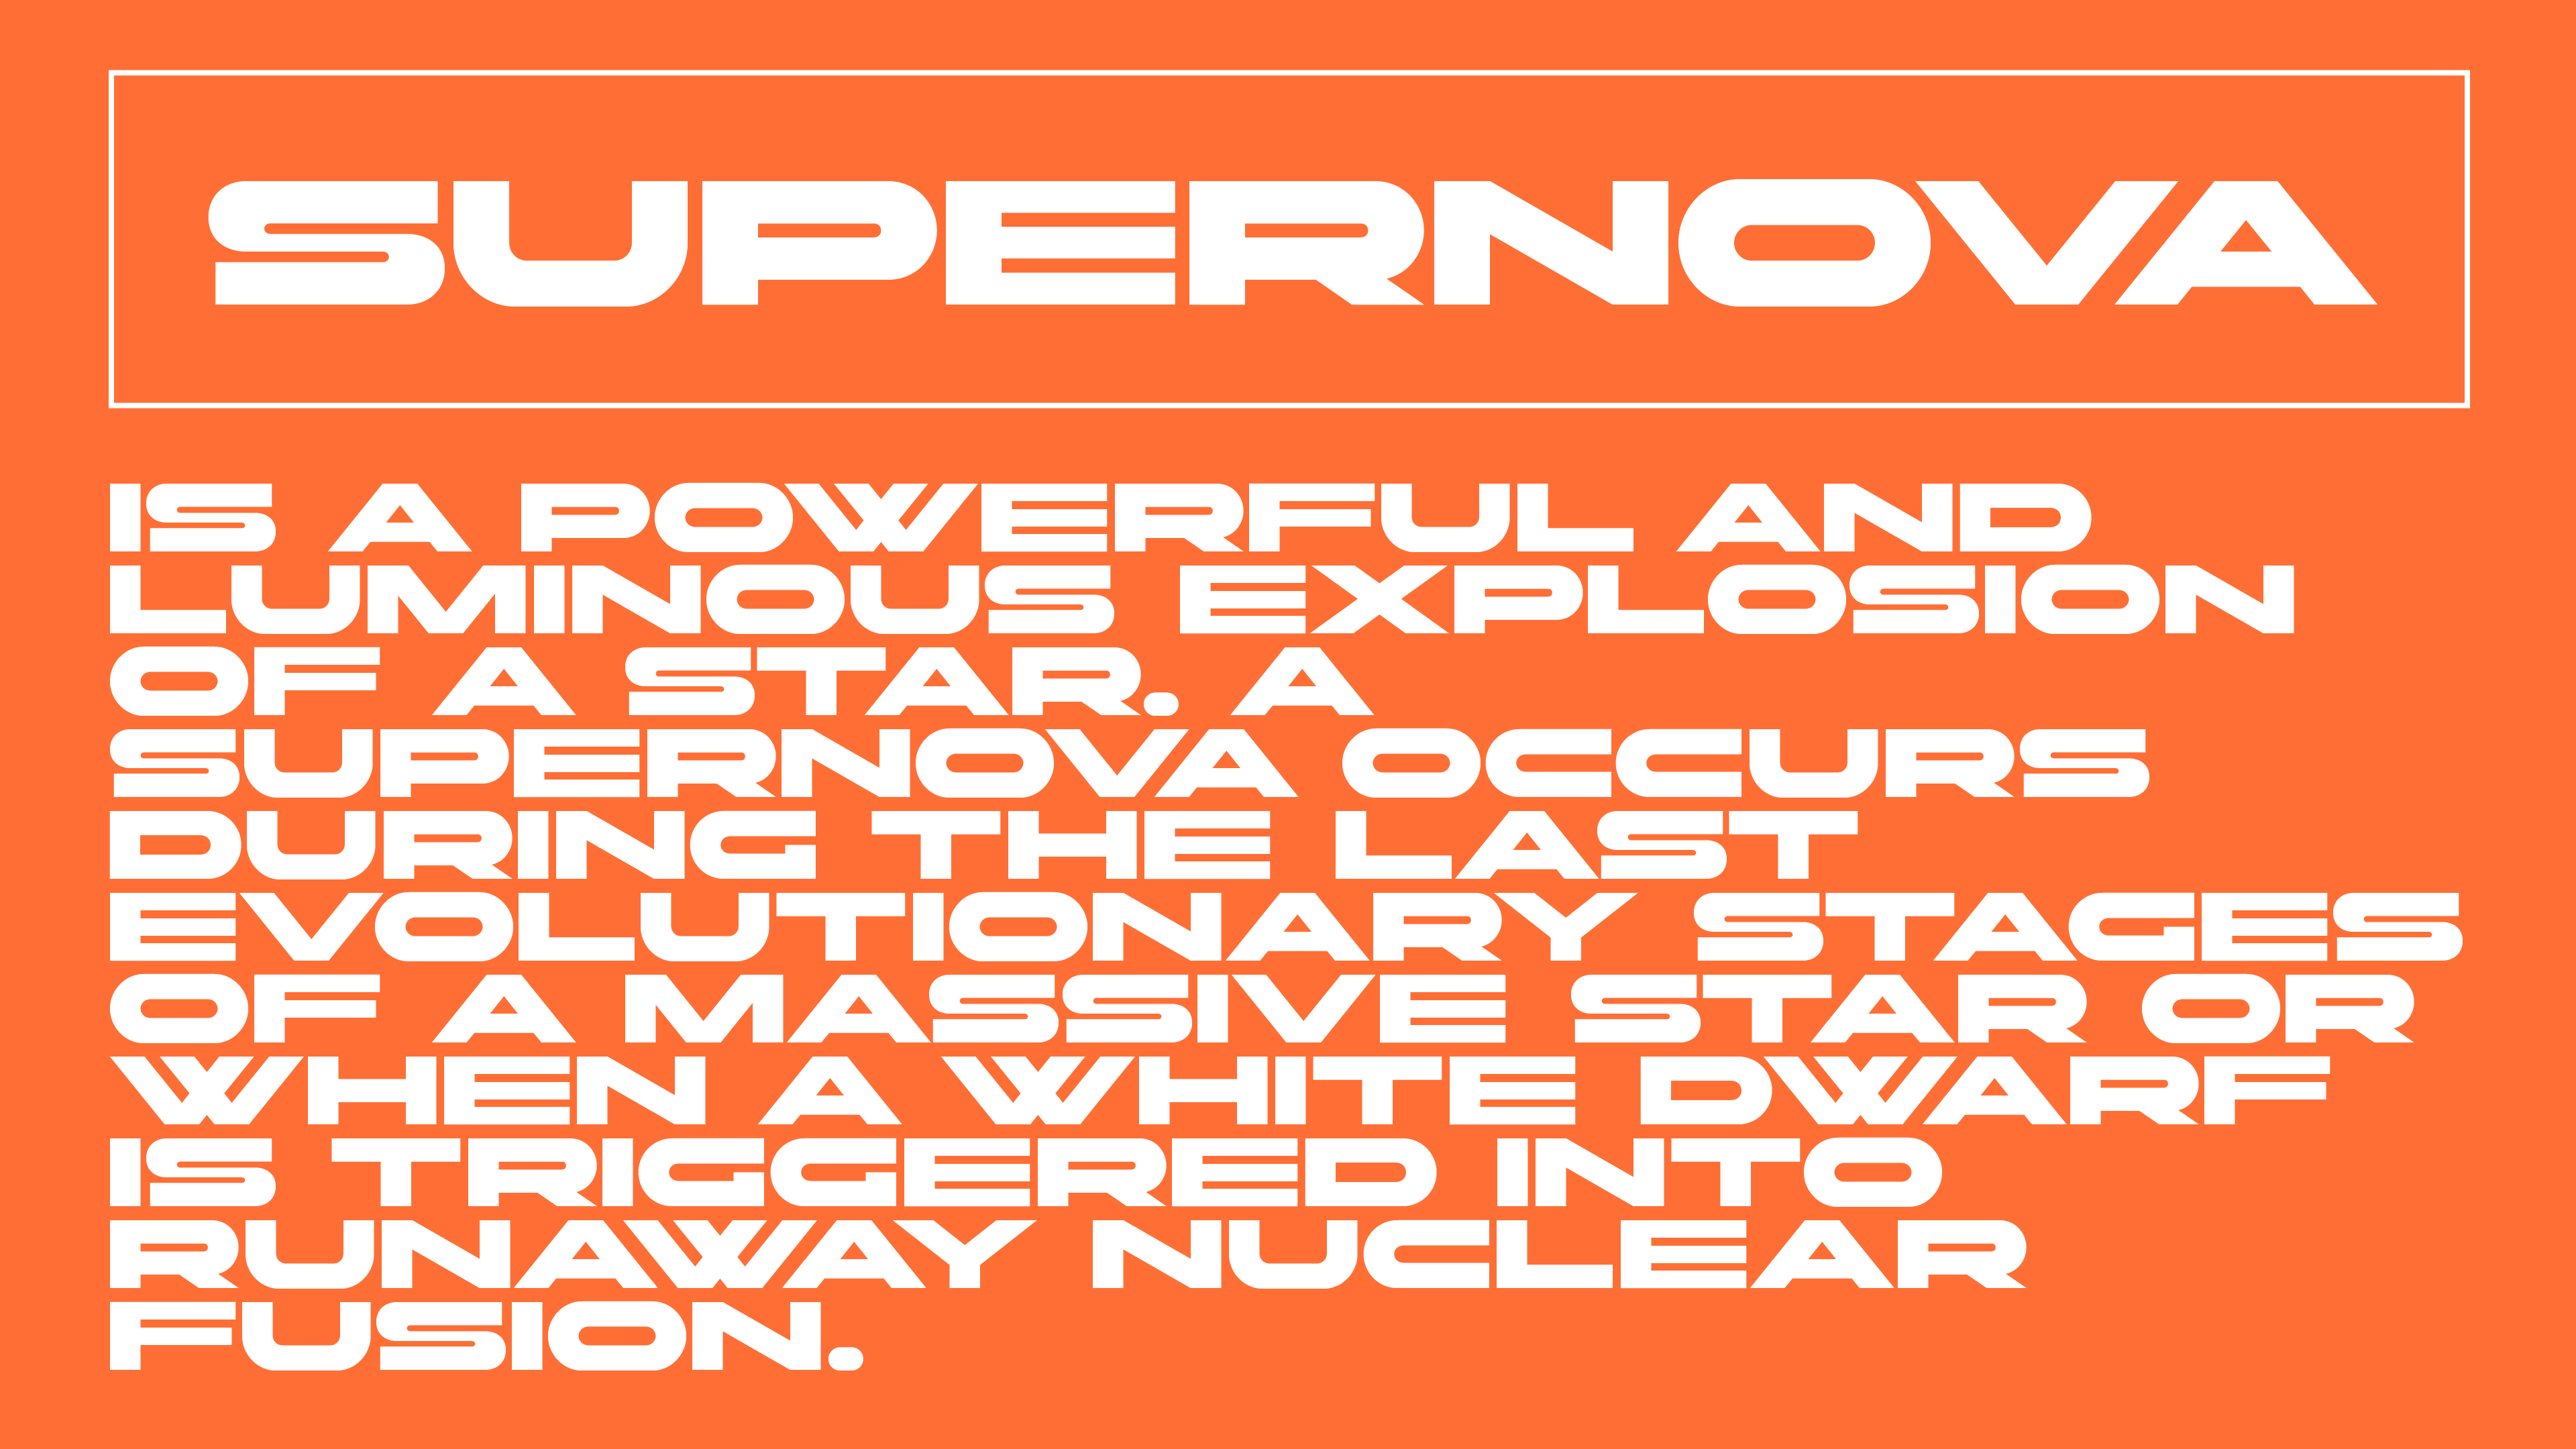 SUPERNOVA
IS A POWERFUL AND
LUMINOUS EXPLOSION
OF A STAR. A
SUPERNOVA OCCURS
DURING THE LAST
EVOLUTIONARY STAGES
OF A MASSIVE STAR OR
WHEN A WHITE DWARF
IS TRIGGERED INTO
RUNAWAY NUCLEAR
FUSION.